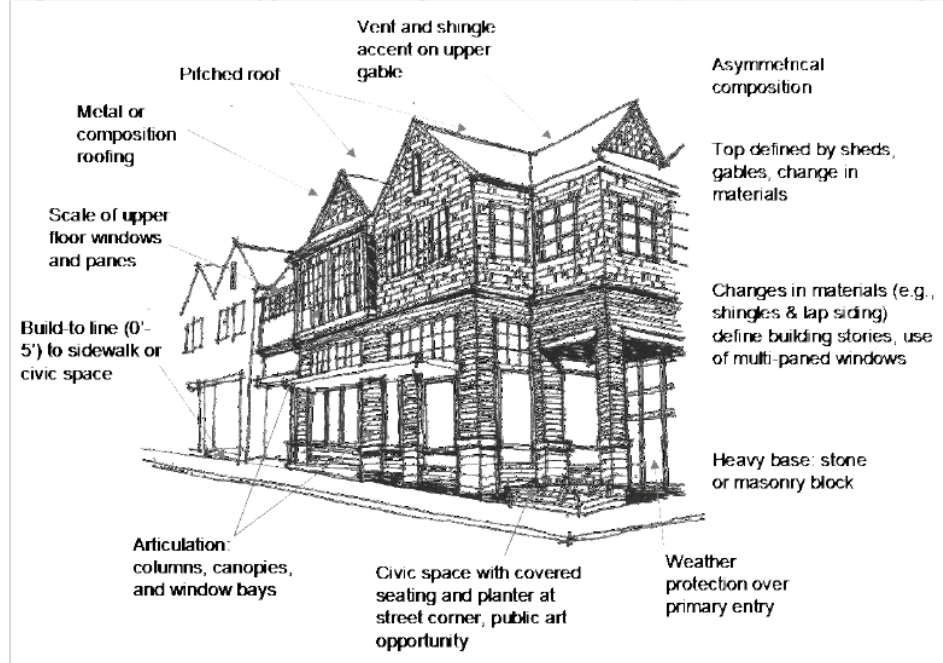 Vent and shingle
accent on upper
gable
Pitched roof
Metal or
composition
roofing
Scale of upper
floor windows
and panes
Build-to line (0'-
5') to sidewalk or
civic space
Articulation:
columns, canopies,
and window bays
Civic space with covered
seating and planter at
street corner, public art
opportunity
Weather
protection over
primary entry
Asymmetrical
composition
Top defined by sheds,
gables, change in
materials
Changes in materials (e.g.,
shingles & lap siding)
define building stories, use
of multi-paned windows
Heavy base: stone
or masonry block